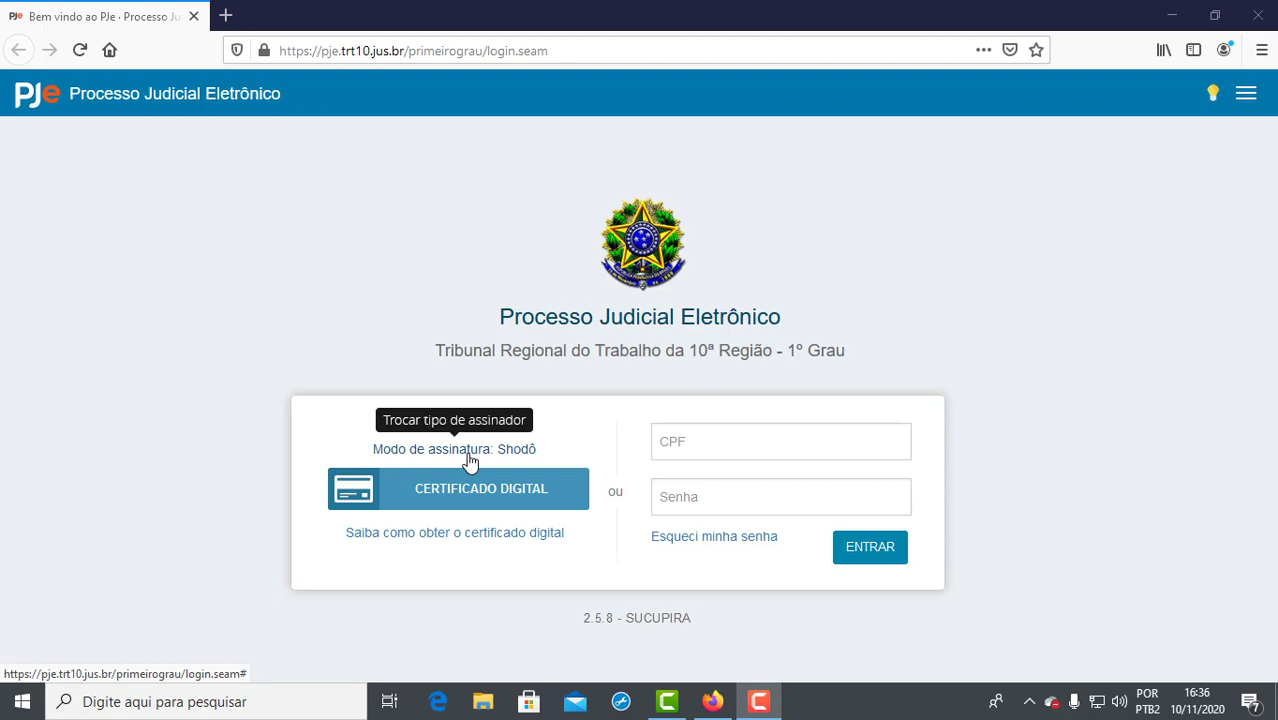 PJe Bem vindo ao PJe · Processo Ju
https://pje.trt10.jus.br/primeirograu/login.seam
PJe Processo Judicial Eletrônico
Processo Judicial Eletrônico
Tribunal Regional do Trabalho da 10ª Região - 1º Grau
Trocar tipo de assinador
Modo de assinatura: Shodô
CPF
CERTIFICADO DIGITAL
ou
Senha
Saiba como obter o certificado digital
Esqueci minha senha
ENTRAR
2.5.8 - SUCUPIRA
https://pje.trt10.jus.br/primeirograu/login.seam#
Digite aqui para pesquisar
POR
PTB2
16:36
10/11/2020
7